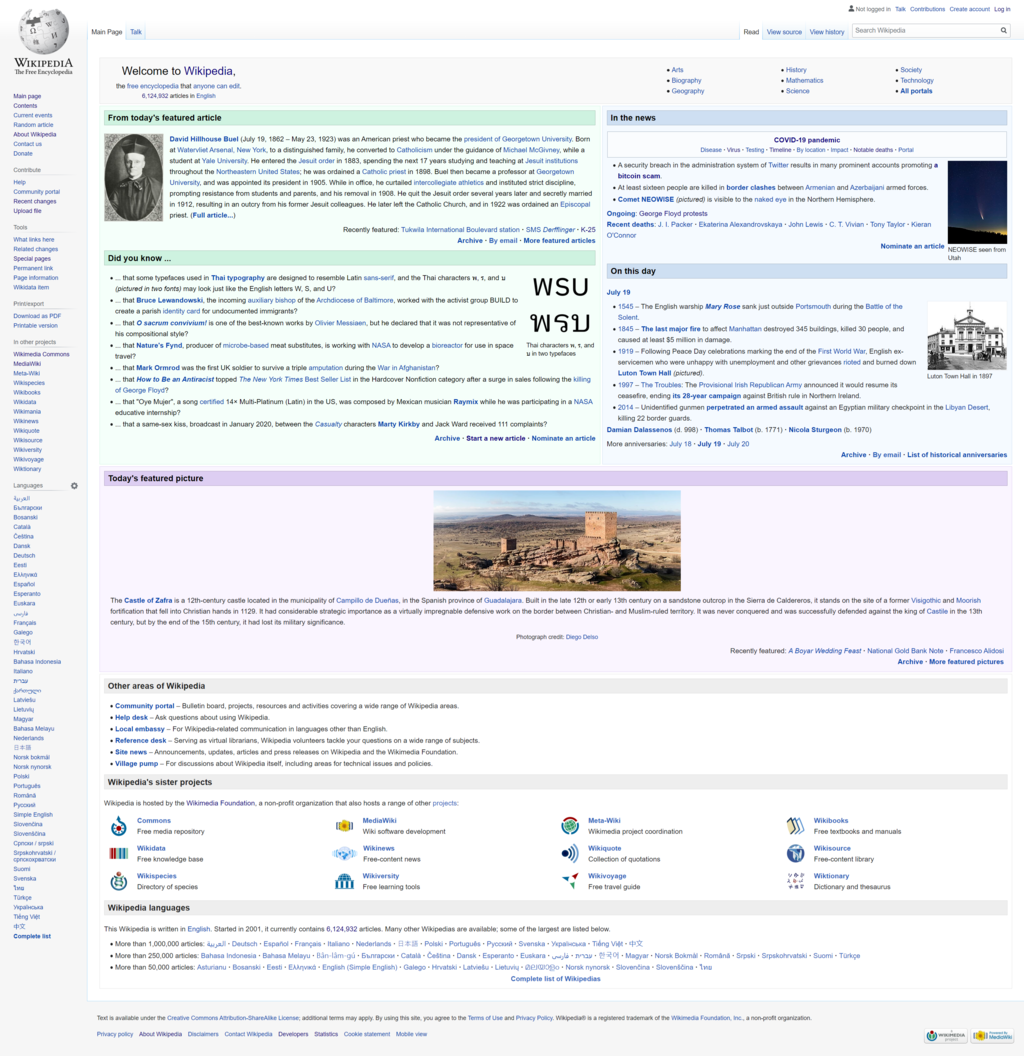 Not logged in Talk Contributions Create account Log in
Main Page Talk
Read View source View history Search Wikipedia
WIKIPEDIA
The Free Encyclopedia
Main page
Contents
Current events
Random article
About Wikipedia
Contact us
Donate
Contribute
Help
Community portal
Recent changes
Upload file
Tools
What links here
Related changes
Special pages
Permanent link
Page information
Wikidata item
Print/export
Download as PDF
Printable version
In other projects
Wikimedia Commons
MediaWiki
Meta-Wiki
Wikispecies
Wikibooks
Wikidata
Wikimania
Wikinews
Wikiquote
Wikisource
Wikiversity
Wikivoyage
Wiktionary
Languages
العربية
Български
Bosanski
Català
Čeština
Dansk
Deutsch
Eesti
Ελληνικά
Español
Esperanto
Euskara
فارسی
Français
Galego
한국어
Hrvatski
Bahasa Indonesia
Italiano
עברית
ქართული
Latviešu
Lietuvių
Magyar
Bahasa Melayu
Nederlands
日本語
Norsk bokmål
Norsk nynorsk
Polski
Português
Română
Русский
Simple English
Slovenčina
Slovenščina
Српски / srpski
Srpskohrvatski /
српскохрватски
Suomi
Svenska
ไทย
Türkçe
Українська
Tiếng Việt
中文
Complete list
Welcome to Wikipedia,
the free encyclopedia that anyone can edit.
6,124,932 articles in English
• Arts
• Biography
• Geography
• History
• Mathematics
• Science
• Society
• Technology
• All portals
From today's featured article
David Hillhouse Buel (July 19, 1862 – May 23, 1923) was an American priest who became the president of Georgetown University. Born
at Watervliet Arsenal, New York, to a distinguished family, he converted to Catholicism under the guidance of Michael McGivney, while a
student at Yale University. He entered the Jesuit order in 1883, spending the next 17 years studying and teaching at Jesuit institutions
throughout the Northeastern United States; he was ordained a Catholic priest in 1898. Buel then became a professor at Georgetown
University, and was appointed its president in 1905. While in office, he curtailed intercollegiate athletics and instituted strict discipline,
prompting resistance from students and parents, and his removal in 1908. He quit the Jesuit order several years later and secretly married
in 1912, resulting in an outcry from his former Jesuit colleagues. He later left the Catholic Church, and in 1922 was ordained an Episcopal
priest. (Full article...)
Recently featured: Tukwila International Boulevard station · SMS Derfflinger · K-25
Archive · By email · More featured articles
Did you know ...
• ... that some typefaces used in Thai typography are designed to resemble Latin sans-serif, and the Thai characters พ, ร, and บ
(pictured in two fonts) may look just like the English letters W, S, and U?
• ... that Bruce Lewandowski, the incoming auxiliary bishop of the Archdiocese of Baltimore, worked with the activist group BUILD to
create a parish identity card for undocumented immigrants?
• ... that O sacrum convivium! is one of the best-known works by Olivier Messiaen, but he declared that it was not representative of
his compositional style?
• ... that Nature's Fynd, producer of microbe-based meat substitutes, is working with NASA to develop a bioreactor for use in space
travel?
• ... that Mark Ormrod was the first UK soldier to survive a triple amputation during the War in Afghanistan?
• ... that How to Be an Antiracist topped The New York Times Best Seller List in the Hardcover Nonfiction category after a surge in sales following the killing
of George Floyd?
• ... that "Oye Mujer", a song certified 14× Multi-Platinum (Latin) in the US, was composed by Mexican musician Raymix while he was participating in a NASA
educational internship?
• ... that a same-sex kiss, broadcast in January 2020, between the Casualty characters Marty Kirkby and Jack Ward received 111 complaints?
พรบ
พรบ
Thai characters พ, ร, and
บ in two typefaces
Archive · Start a new article · Nominate an article
In the news
COVID-19 pandemic
Disease · Virus · Testing · Timeline · By location · Impact · Notable deaths · Portal
• A security breach in the administration system of Twitter results in many prominent accounts promoting a
bitcoin scam.
• At least sixteen people are killed in border clashes between Armenian and Azerbaijani armed forces.
• Comet NEOWISE (pictured) is visible to the naked eye in the Northern Hemisphere.
Ongoing: George Floyd protests
Recent deaths: J. I. Packer · Ekaterina Alexandrovskaya · John Lewis · C. T. Vivian · Tony Taylor · Kieran
O'Connor
Nominate an article
NEOWISE seen from
Utah
On this day
July 19
• 1545 – The English warship Mary Rose sank just outside Portsmouth during the Battle of the
Solent.
• 1845 – The last major fire to affect Manhattan destroyed 345 buildings, killed 30 people, and
caused at least $5 million in damage.
• 1919 – Following Peace Day celebrations marking the end of the First World War, English ex-
servicemen who were unhappy with unemployment and other grievances rioted and burned down
Luton Town Hall (pictured).
• 1997 – The Troubles: The Provisional Irish Republican Army announced it would resume its
ceasefire, ending its 28-year campaign against British rule in Northern Ireland.
• 2014 – Unidentified gunmen perpetrated an armed assault against an Egyptian military checkpoint in the Libyan Desert,
killing 22 border guards.
Luton Town Hall in 1897
Damian Dalassenos (d. 998) · Thomas Talbot (b. 1771) · Nicola Sturgeon (b. 1970)
More anniversaries: July 18 · July 19 · July 20
Archive · By email · List of historical anniversaries
Today's featured picture
The Castle of Zafra is a 12th-century castle located in the municipality of Campillo de Dueñas, in the Spanish province of Guadalajara. Built in the late 12th or early 13th century on a sandstone outcrop in the Sierra de Caldereros, it stands on the site of a former Visigothic and Moorish
fortification that fell into Christian hands in 1129. It had considerable strategic importance as a virtually impregnable defensive work on the border between Christian- and Muslim-ruled territory. It was never conquered and was successfully defended against the king of Castile in the 13th
century, but by the end of the 15th century, it had lost its military significance.
Photograph credit: Diego Delso
Recently featured: A Boyar Wedding Feast · National Gold Bank Note · Francesco Alidosi
Archive · More featured pictures
Other areas of Wikipedia
• Community portal – Bulletin board, projects, resources and activities covering a wide range of Wikipedia areas.
• Help desk – Ask questions about using Wikipedia.
• Local embassy – For Wikipedia-related communication in languages other than English.
• Reference desk – Serving as virtual librarians, Wikipedia volunteers tackle your questions on a wide range of subjects.
• Site news – Announcements, updates, articles and press releases on Wikipedia and the Wikimedia Foundation.
• Village pump – For discussions about Wikipedia itself, including areas for technical issues and policies.
Wikipedia's sister projects
Wikipedia is hosted by the Wikimedia Foundation, a non-profit organization that also hosts a range of other projects:
Commons
Free media repository
MediaWiki
Wiki software development
Meta-Wiki
Wikimedia project coordination
Wikibooks
Free textbooks and manuals
Wikidata
Free knowledge base
Wikinews
Free-content news
Wikiquote
Collection of quotations
Wikisource
Free-content library
Wikispecies
Directory of species
Wikiversity
Free learning tools
Wikivoyage
Free travel guide
Wiktionary
Dictionary and thesaurus
Wikipedia languages
This Wikipedia is written in English. Started in 2001, it currently contains 6,124,932 articles. Many other Wikipedias are available; some of the largest are listed below.
• More than 1,000,000 articles: العربية · Deutsch · Español · Français · Italiano · Nederlands · 日本語 · Polski · Português · Русский · Svenska · Українська · Tiếng Việt · 中文
• More than 250,000 articles: Bahasa Indonesia · Bahasa Melayu · Bân-lâm-gú · Български · Català · Čeština · Dansk · Esperanto · Euskara · فارسی · עברית · 한국어 · Magyar · Norsk Bokmål · Română · Srpski · Srpskohrvatski · Suomi · Türkçe
• More than 50,000 articles: Asturianu · Bosanski · Eesti · Ελληνικά · English (Simple English) · Galego · Hrvatski · Latviešu · Lietuvių · മലയാളം · Norsk nynorsk · Slovenčina · Slovenščina · ไทย
Complete list of Wikipedias
Text is available under the Creative Commons Attribution-ShareAlike License; additional terms may apply. By using this site, you agree to the Terms of Use and Privacy Policy. Wikipedia® is a registered trademark of the Wikimedia Foundation, Inc., a non-profit organization.
Privacy policy About Wikipedia Disclaimers Contact Wikipedia Developers Statistics Cookie statement Mobile view
WIKIMEDIA
Powered By
MediaWiki